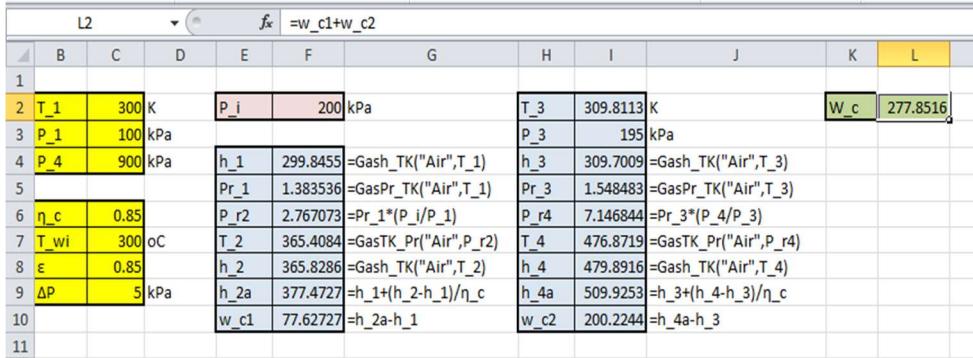 L2 fx =w_c1+w_c2
B C D E F G H I J K L
1
2 T_1 300 K P_i 200 kPa T_3 309.8113 K W_c 277.8516
3 P_1 100 kPa P_3 195 kPa
4 P_4 900 kPa h_1 299.8455 =Gash_TK("Air",T_1) h_3 309.7009 =Gash_TK("Air",T_3)
5 Pr_1 1.383536 =GasPr_TK("Air",T_1) Pr_3 1.548483 =GasPr_TK("Air",T_3)
6 η_c 0.85 P_r2 2.767073 =Pr_1*(P_i/P_1) P_r4 7.146844 =Pr_3*(P_4/P_3)
7 T_wi 300 oC T_2 365.4084 =GasTK_Pr("Air",P_r2) T_4 476.8719 =GasTK_Pr("Air",P_r4)
8 ε 0.85 h_2 365.8286 =Gash_TK("Air",T_2) h_4 479.8916 =Gash_TK("Air",T_4)
9 ΔP 5 kPa h_2a 377.4727 =h_1+(h_2-h_1)/η_c h_4a 509.9253 =h_3+(h_4-h_3)/η_c
10 w_c1 77.62727 =h_2a-h_1 w_c2 200.2244 =h_4a-h_3
11